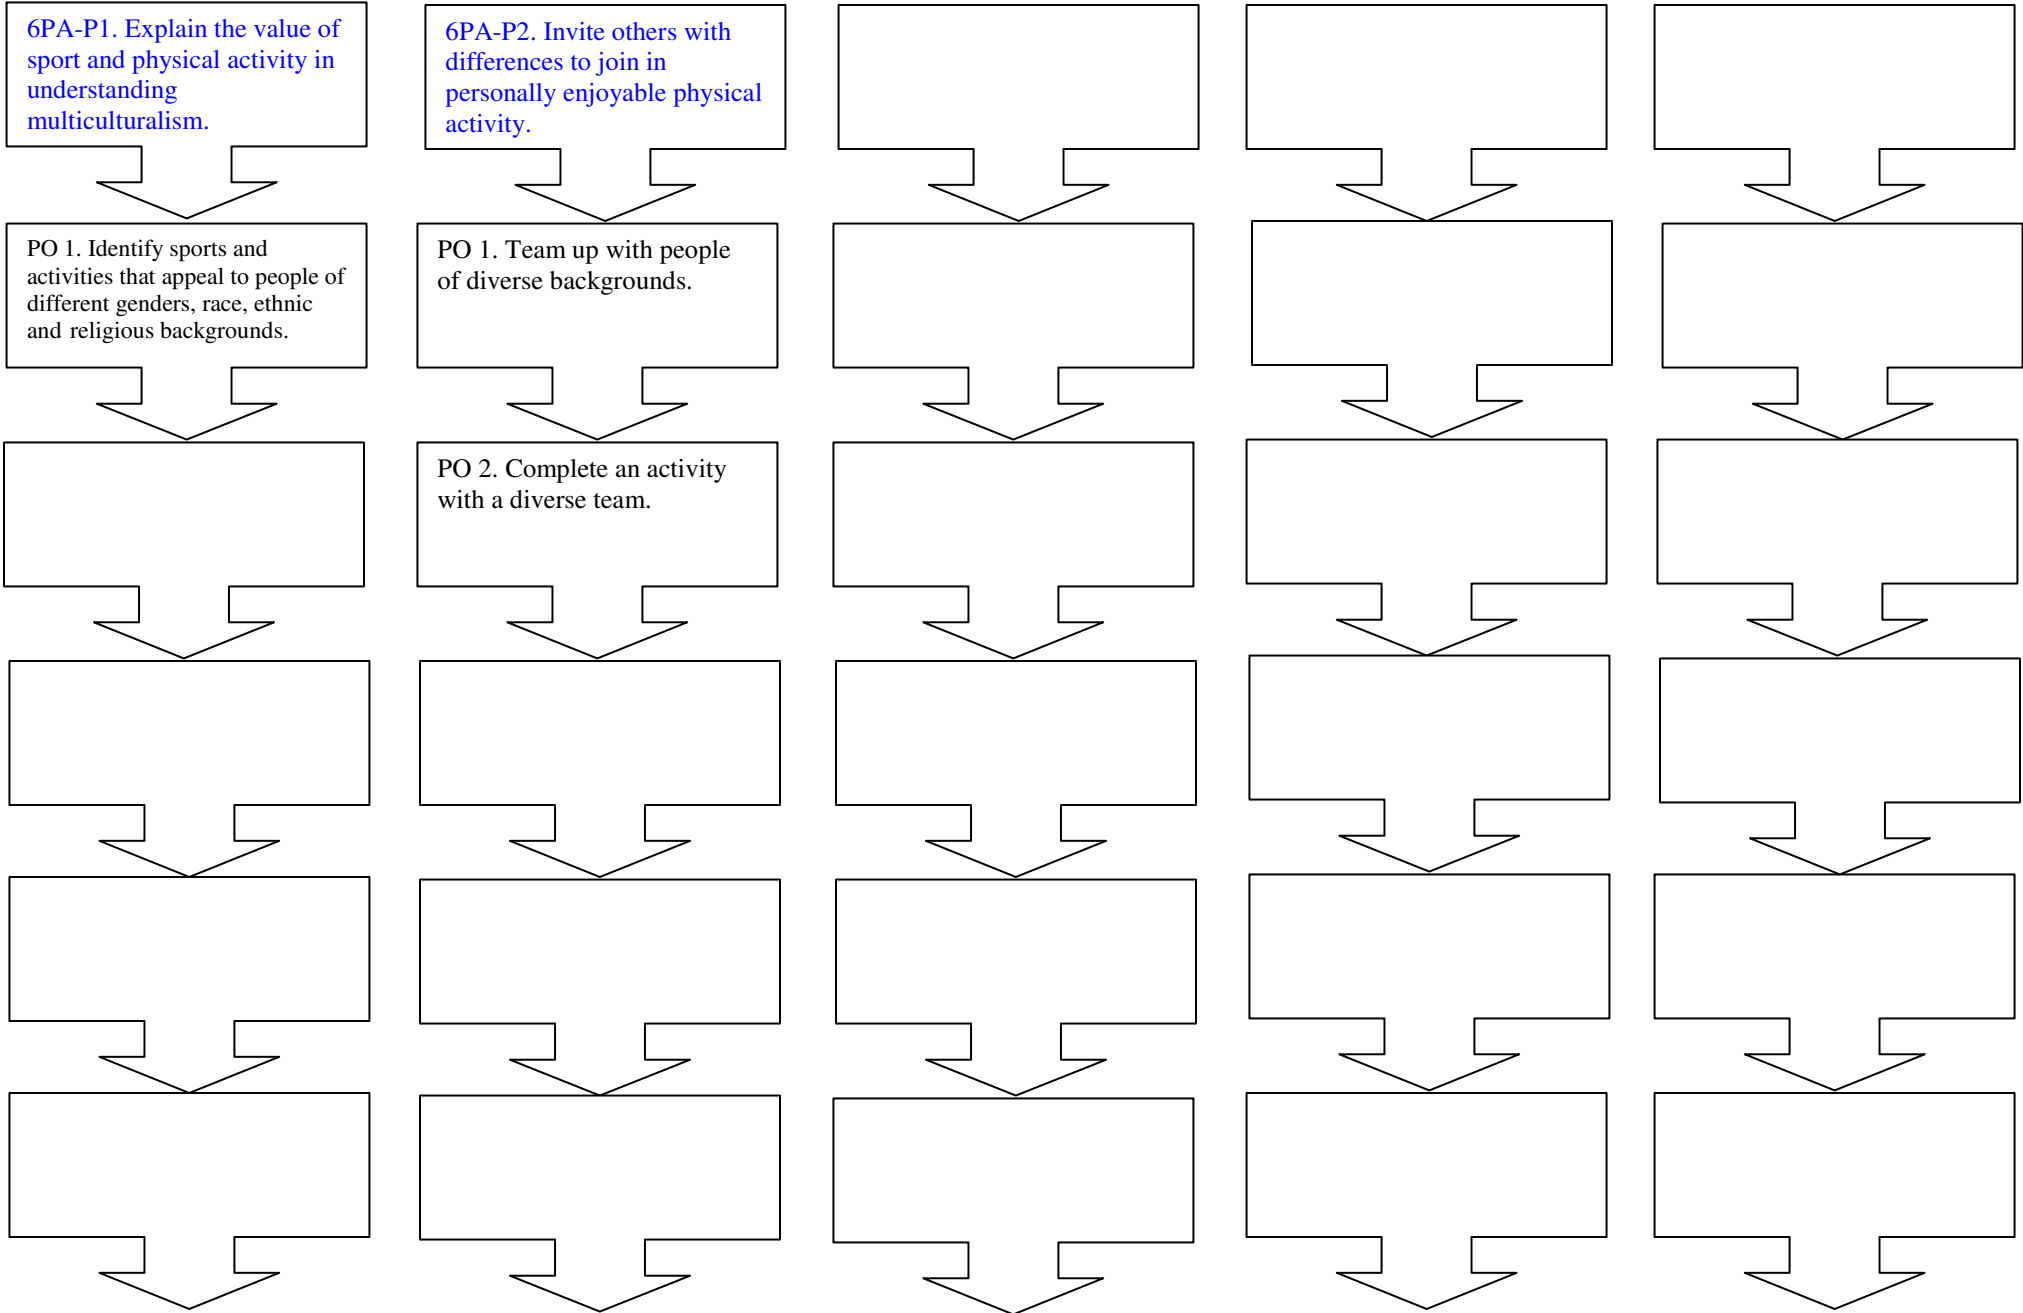 6PA-P1. Explain the value of
sport and physical activity in
understanding
multiculturalism.
6PA-P2. Invite others with
differences to join in
personally enjoyable physical
activity.
PO 1. Identify sports and
activities that appeal to people of
different genders, race, ethnic
and religious backgrounds.
PO 1. Team up with people
of diverse backgrounds.
PO 2. Complete an activity
with a diverse team.